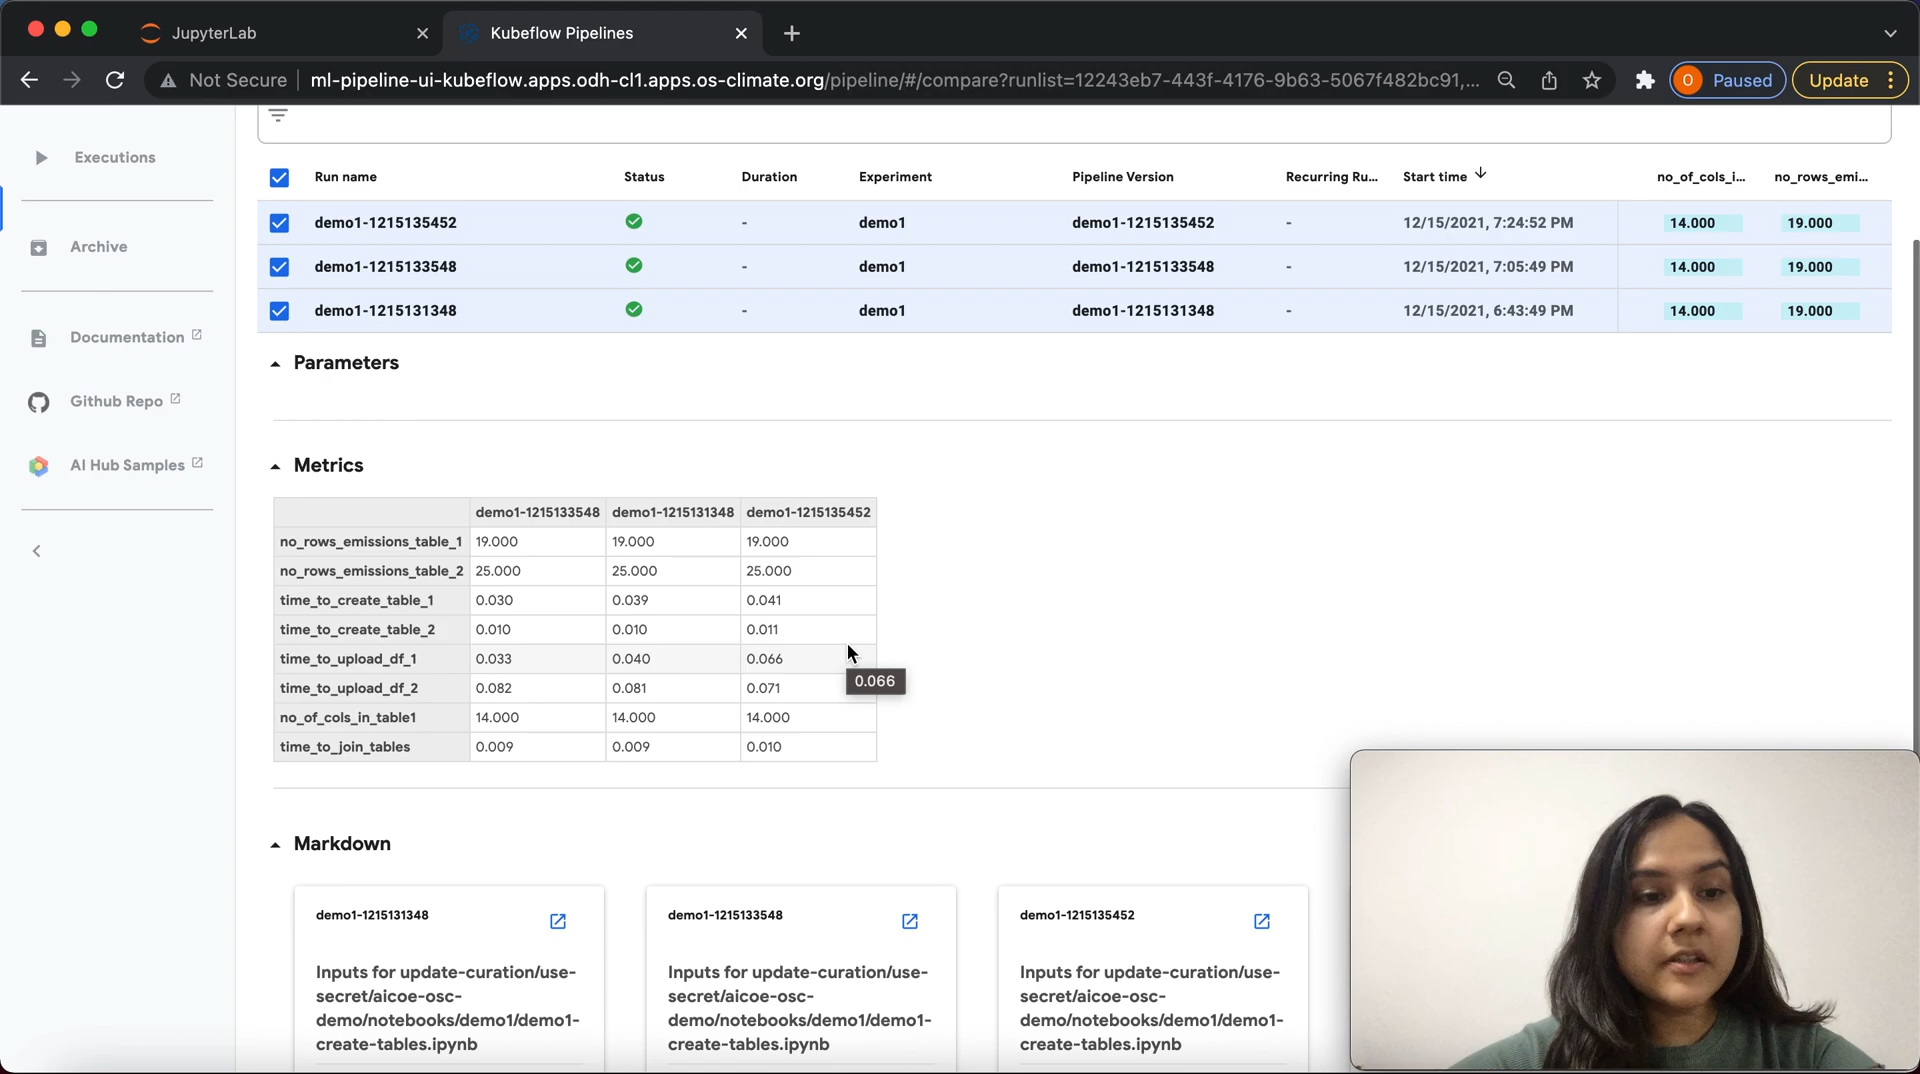 JupyterLab
Kubeflow Pipelines
Not Secure
ml-pipeline-ui-kubeflow.apps.odh-cl1.apps.os-climate.org/pipeline/#/compare?runlist=12243eb7-443f-4176-9b63-5067f482bc91,...
O Paused
Update
Executions
Archive
Documentation
Github Repo
AI Hub Samples
Run name Status Duration Experiment Pipeline Version Recurring Ru... Start time no_of_cols_i... no_rows_emi...
demo1-1215135452 - demo1 demo1-1215135452 - 12/15/2021, 7:24:52 PM 14.000 19.000
demo1-1215133548 - demo1 demo1-1215133548 - 12/15/2021, 7:05:49 PM 14.000 19.000
demo1-1215131348 - demo1 demo1-1215131348 - 12/15/2021, 6:43:49 PM 14.000 19.000
Parameters
Metrics
demo1-1215133548 demo1-1215131348 demo1-1215135452
no_rows_emissions_table_1 19.000 19.000 19.000
no_rows_emissions_table_2 25.000 25.000 25.000
time_to_create_table_1 0.030 0.039 0.041
time_to_create_table_2 0.010 0.010 0.011
time_to_upload_df_1 0.033 0.040 0.066
0.066
time_to_upload_df_2 0.082 0.081 0.071
no_of_cols_in_table1 14.000 14.000 14.000
time_to_join_tables 0.009 0.009 0.010
Markdown
demo1-1215131348
Inputs for update-curation/use-
secret/aicoe-osc-
demo/notebooks/demo1/demo1-
create-tables.ipynb
demo1-1215133548
Inputs for update-curation/use-
secret/aicoe-osc-
demo/notebooks/demo1/demo1-
create-tables.ipynb
demo1-1215135452
Inputs for update-curation/use-
secret/aicoe-osc-
demo/notebooks/demo1/demo1-
create-tables.ipynb